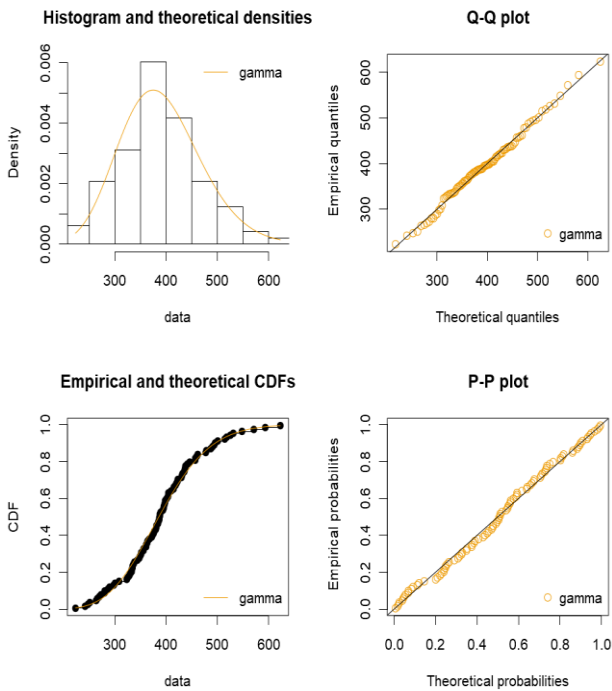 Histogram and theoretical densities
Density
0.000 0.002 0.004 0.006
gamma
300 400 500 600
data
Q-Q plot
Empirical quantiles
300 400 500 600
gamma
300 400 500 600
Theoretical quantiles
Empirical and theoretical CDFs
CDF
0.0 0.2 0.4 0.6 0.8 1.0
gamma
300 400 500 600
data
P-P plot
Empirical probabilities
0.0 0.2 0.4 0.6 0.8 1.0
gamma
0.0 0.2 0.4 0.6 0.8 1.0
Theoretical probabilities